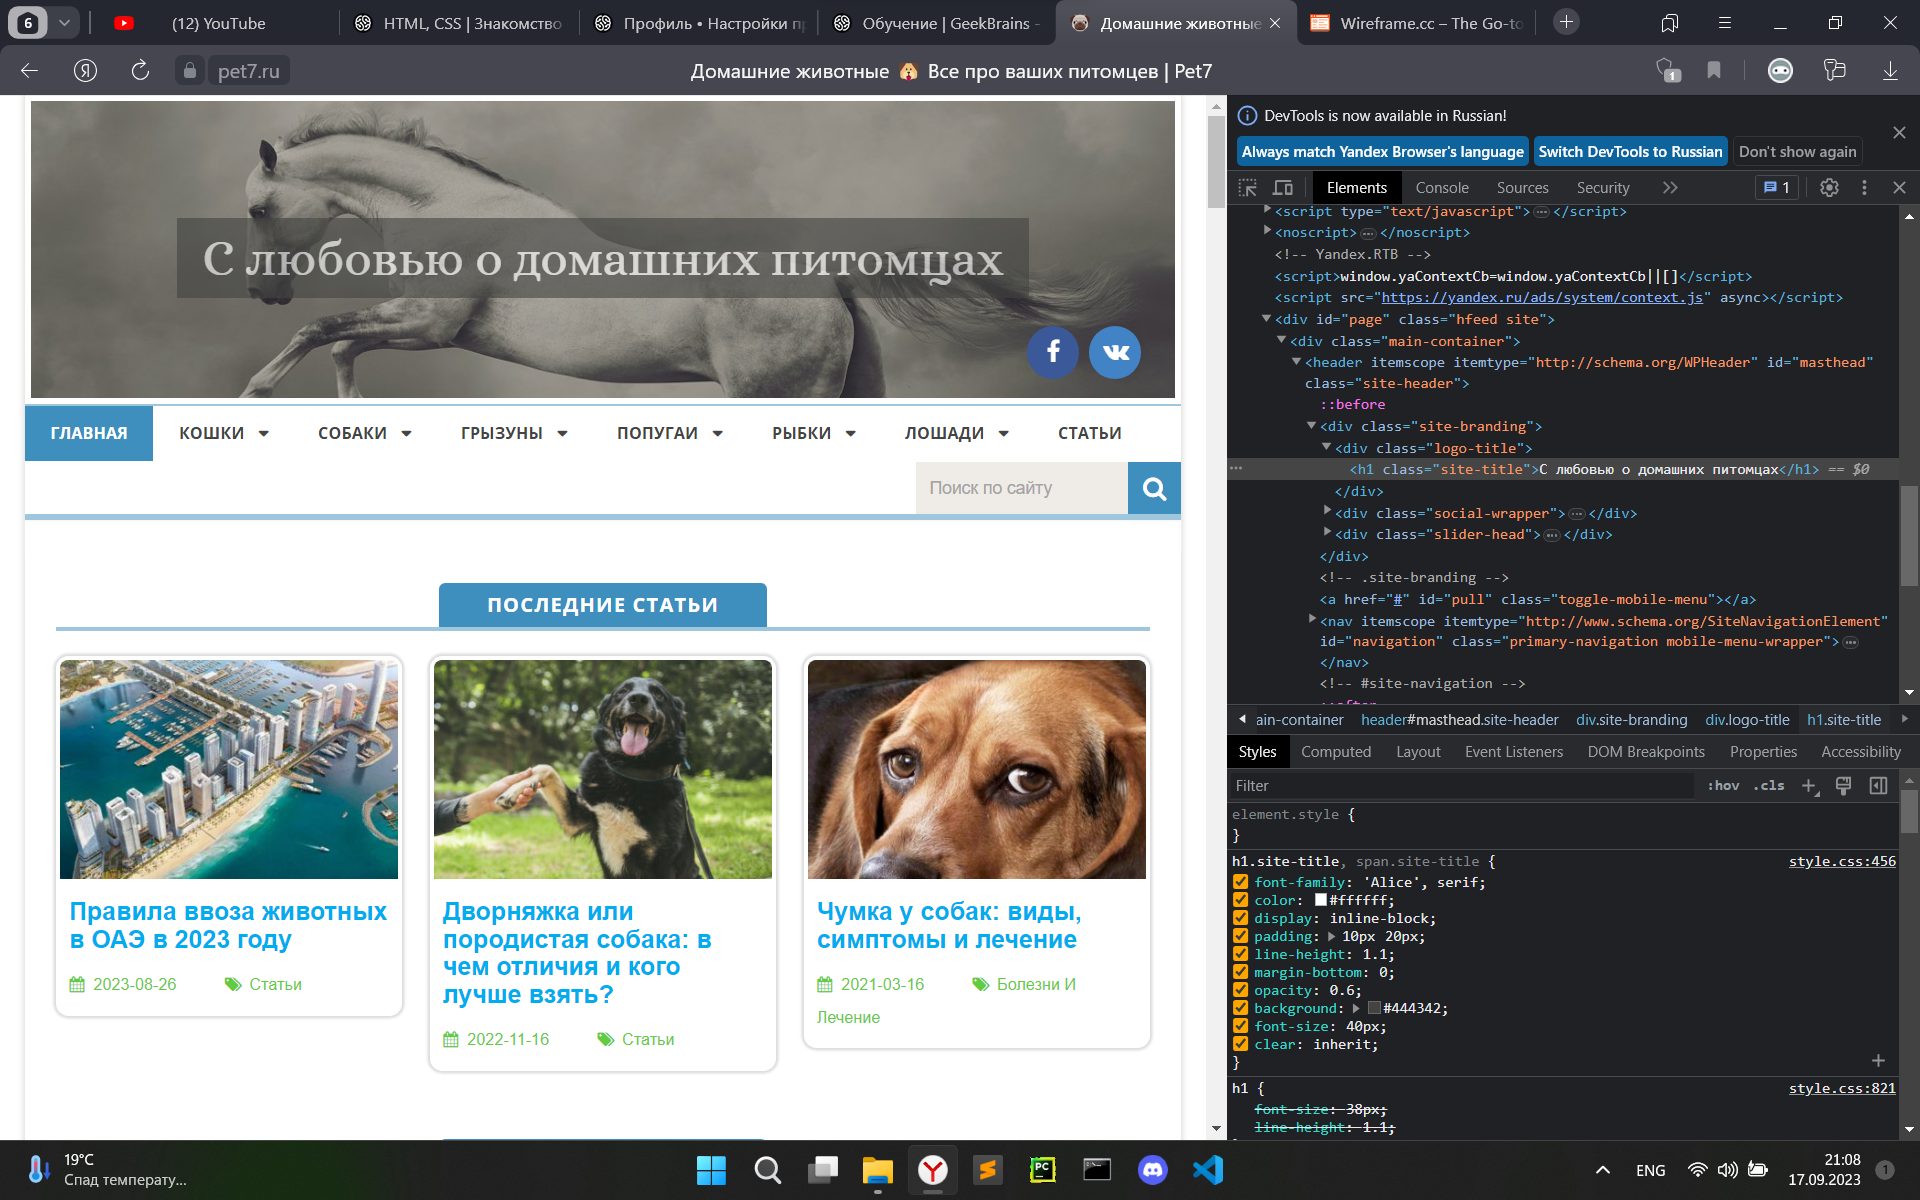 6
(12) YouTube
HTML, CSS | Знакомство
Профиль • Настройки п
Обучение | GeekBrains -
Домашние животные
Wireframe.cc – The Go-to
pet7.ru
Домашние животные 🐶 Все про ваших питомцев | Pet7
1
С любовью о домашних питомцах
ГЛАВНАЯ
КОШКИ
СОБАКИ
ГРЫЗУНЫ
ПОПУГАИ
РЫБКИ
ЛОШАДИ
СТАТЬИ
Поиск по сайту
ПОСЛЕДНИЕ СТАТЬИ
Правила ввоза животных
в ОАЭ в 2023 году
2023-08-26 Статьи
Дворняжка или
породистая собака: в
чем отличия и кого
лучше взять?
2022-11-16 Статьи
Чумка у собак: виды,
симптомы и лечение
2021-03-16 Болезни И
Лечение
DevTools is now available in Russian!
Always match Yandex Browser's language
Switch DevTools to Russian
Don't show again
Elements
Console
Sources
Security
1
<script type="text/javascript">…</script>
<noscript>…</noscript>
<!-- Yandex.RTB -->
<script>window.yaContextCb=window.yaContextCb||[]</script>
<script src="https://yandex.ru/ads/system/context.js" async></script>
<div id="page" class="hfeed site">
<div class="main-container">
<header itemscope itemtype="http://schema.org/WPHeader" id="masthead"
class="site-header">
::before
<div class="site-branding">
<div class="logo-title">
<h1 class="site-title">С любовью о домашних питомцах</h1> == $0
</div>
<div class="social-wrapper">…</div>
<div class="slider-head">…</div>
</div>
<!-- .site-branding -->
<a href="#" id="pull" class="toggle-mobile-menu"></a>
<nav itemscope itemtype="http://www.schema.org/SiteNavigationElement"
id="navigation" class="primary-navigation mobile-menu-wrapper">…
</nav>
<!-- #site-navigation -->
ain-container header#masthead.site-header div.site-branding div.logo-title h1.site-title
Styles
Computed
Layout
Event Listeners
DOM Breakpoints
Properties
Accessibility
Filter
:hov .cls
element.style {
}
h1.site-title, span.site-title {
style.css:456
font-family: 'Alice', serif;
color: #ffffff;
display: inline-block;
padding: 10px 20px;
line-height: 1.1;
margin-bottom: 0;
opacity: 0.6;
background: #444342;
font-size: 40px;
clear: inherit;
}
h1 {
style.css:821
font-size: 38px;
line-height: 1.1;
19°C
Спад температу...
ENG
21:08
17.09.2023
1